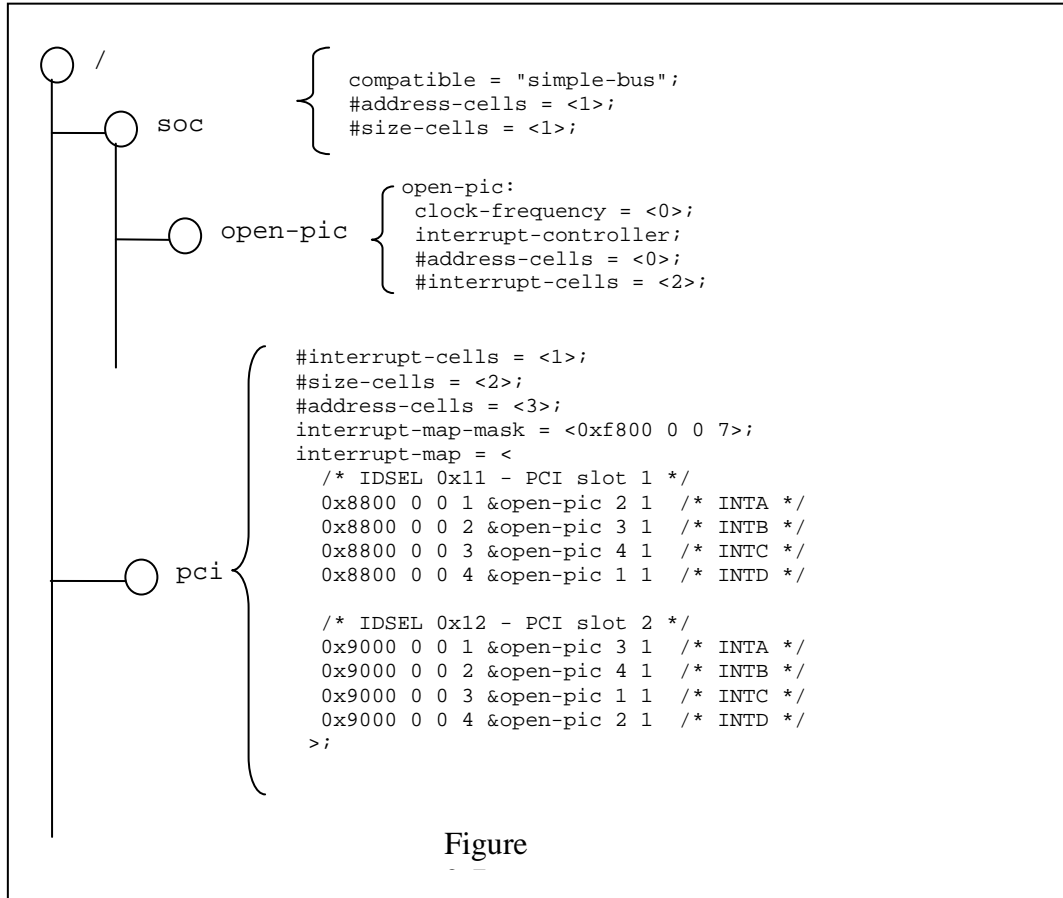 /
compatible = "simple-bus";
#address-cells = <1>;
#size-cells = <1>;
soc
open-pic:
clock-frequency = <0>;
interrupt-controller;
#address-cells = <0>;
#interrupt-cells = <2>;
open-pic
#interrupt-cells = <1>;
#size-cells = <2>;
#address-cells = <3>;
interrupt-map-mask = <0xf800 0 0 7>;
interrupt-map = <
/* IDSEL 0x11 - PCI slot 1 */
0x8800 0 0 1 &open-pic 2 1 /* INTA */
0x8800 0 0 2 &open-pic 3 1 /* INTB */
0x8800 0 0 3 &open-pic 4 1 /* INTC */
0x8800 0 0 4 &open-pic 1 1 /* INTD */
pci
/* IDSEL 0x12 - PCI slot 2 */
0x9000 0 0 1 &open-pic 3 1 /* INTA */
0x9000 0 0 2 &open-pic 4 1 /* INTB */
0x9000 0 0 3 &open-pic 1 1 /* INTC */
0x9000 0 0 4 &open-pic 2 1 /* INTD */
>;
Figure